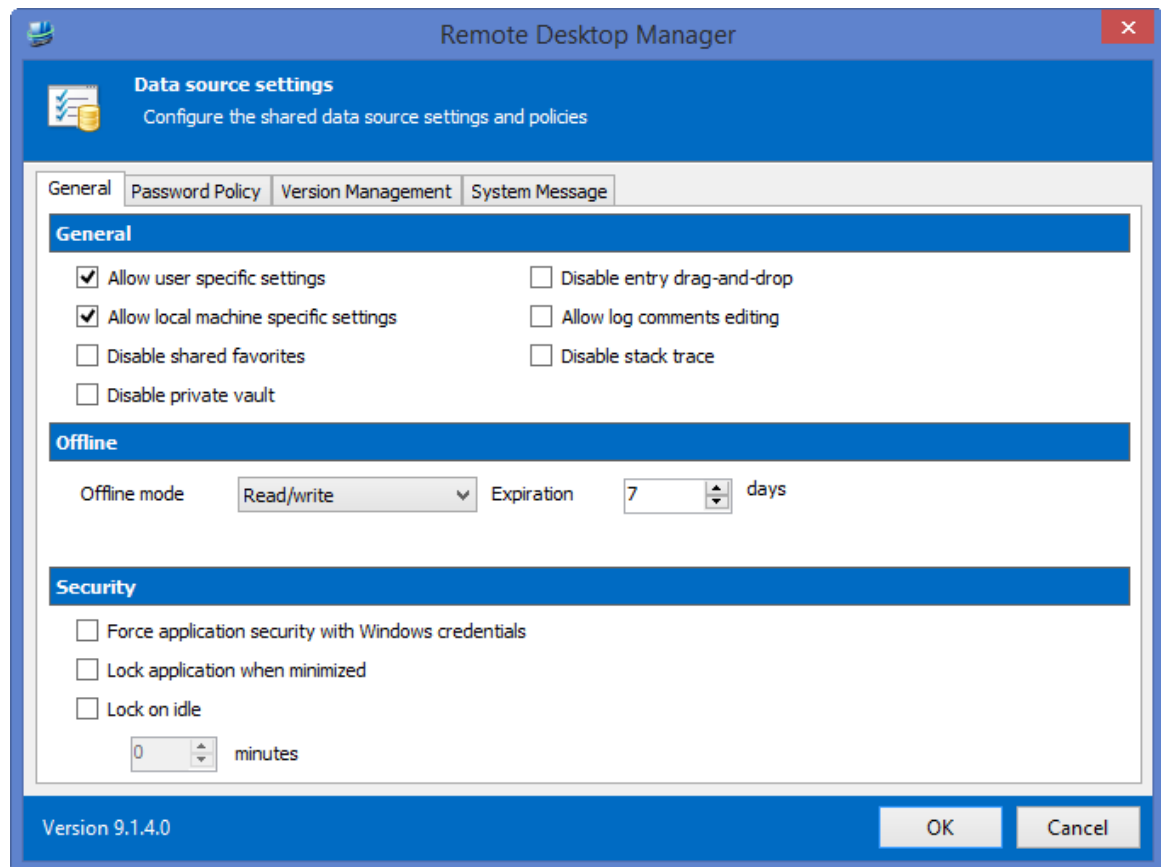 Remote Desktop Manager
Data source settings
Configure the shared data source settings and policies
General Password Policy Version Management System Message
General
Allow user specific settings Disable entry drag-and-drop
Allow local machine specific settings Allow log comments editing
Disable shared favorites Disable stack trace
Disable private vault
Offline
Offline mode Read/write Expiration 7 days
Security
Force application security with Windows credentials
Lock application when minimized
Lock on idle
0 minutes
Version 9.1.4.0 OK Cancel